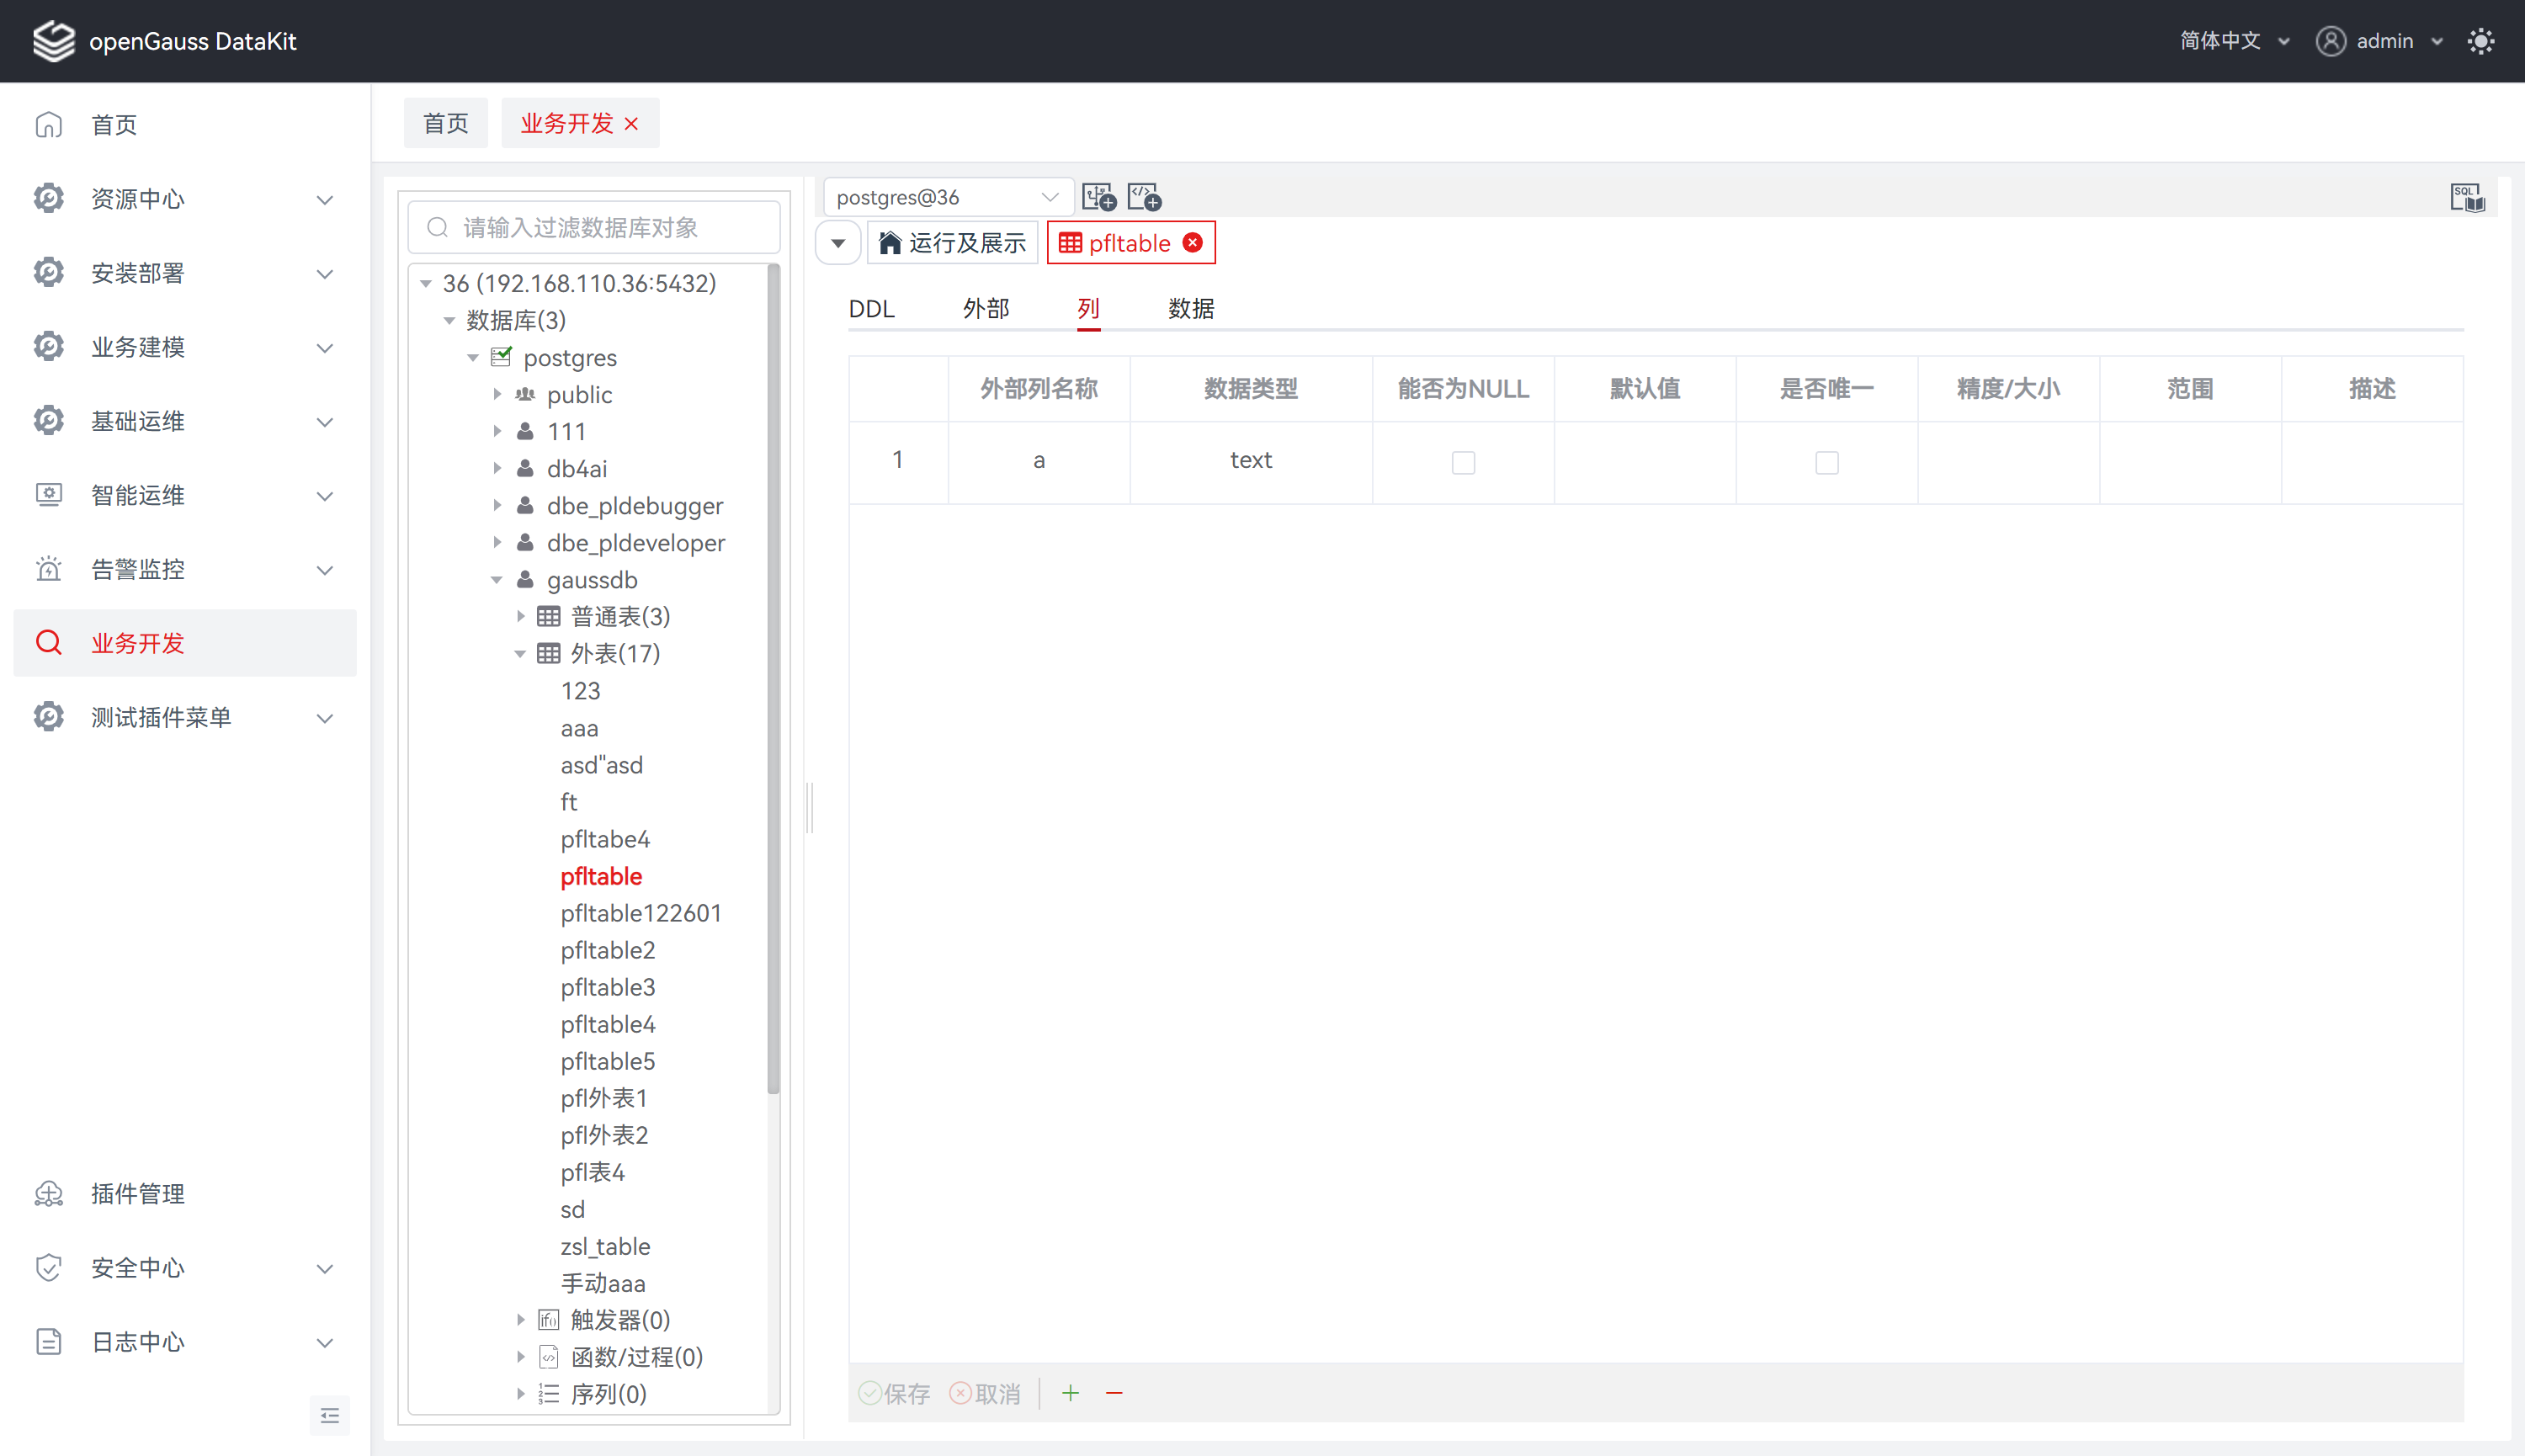 openGauss DataKit
简体中文
admin
首页
资源中心
安装部署
业务建模
基础运维
智能运维
告警监控
业务开发
测试插件菜单
插件管理
安全中心
日志中心
首页
业务开发
请输入过滤数据库对象
36 (192.168.110.36:5432)
数据库(3)
postgres
public
111
db4ai
dbe_pldebugger
dbe_pldeveloper
gaussdb
普通表(3)
外表(17)
123
aaa
asd"asd
ft
pfltabe4
pfltable
pfltable122601
pfltable2
pfltable3
pfltable4
pfltable5
pfl外表1
pfl外表2
pfl表4
sd
zsl_table
手动aaa
触发器(0)
函数/过程(0)
序列(0)
postgres@36
SQL
运行及展示
pfltable
DDL 外部 列 数据
外部列名称 数据类型 能否为NULL 默认值 是否唯一 精度/大小 范围 描述
1 a text
保存 取消